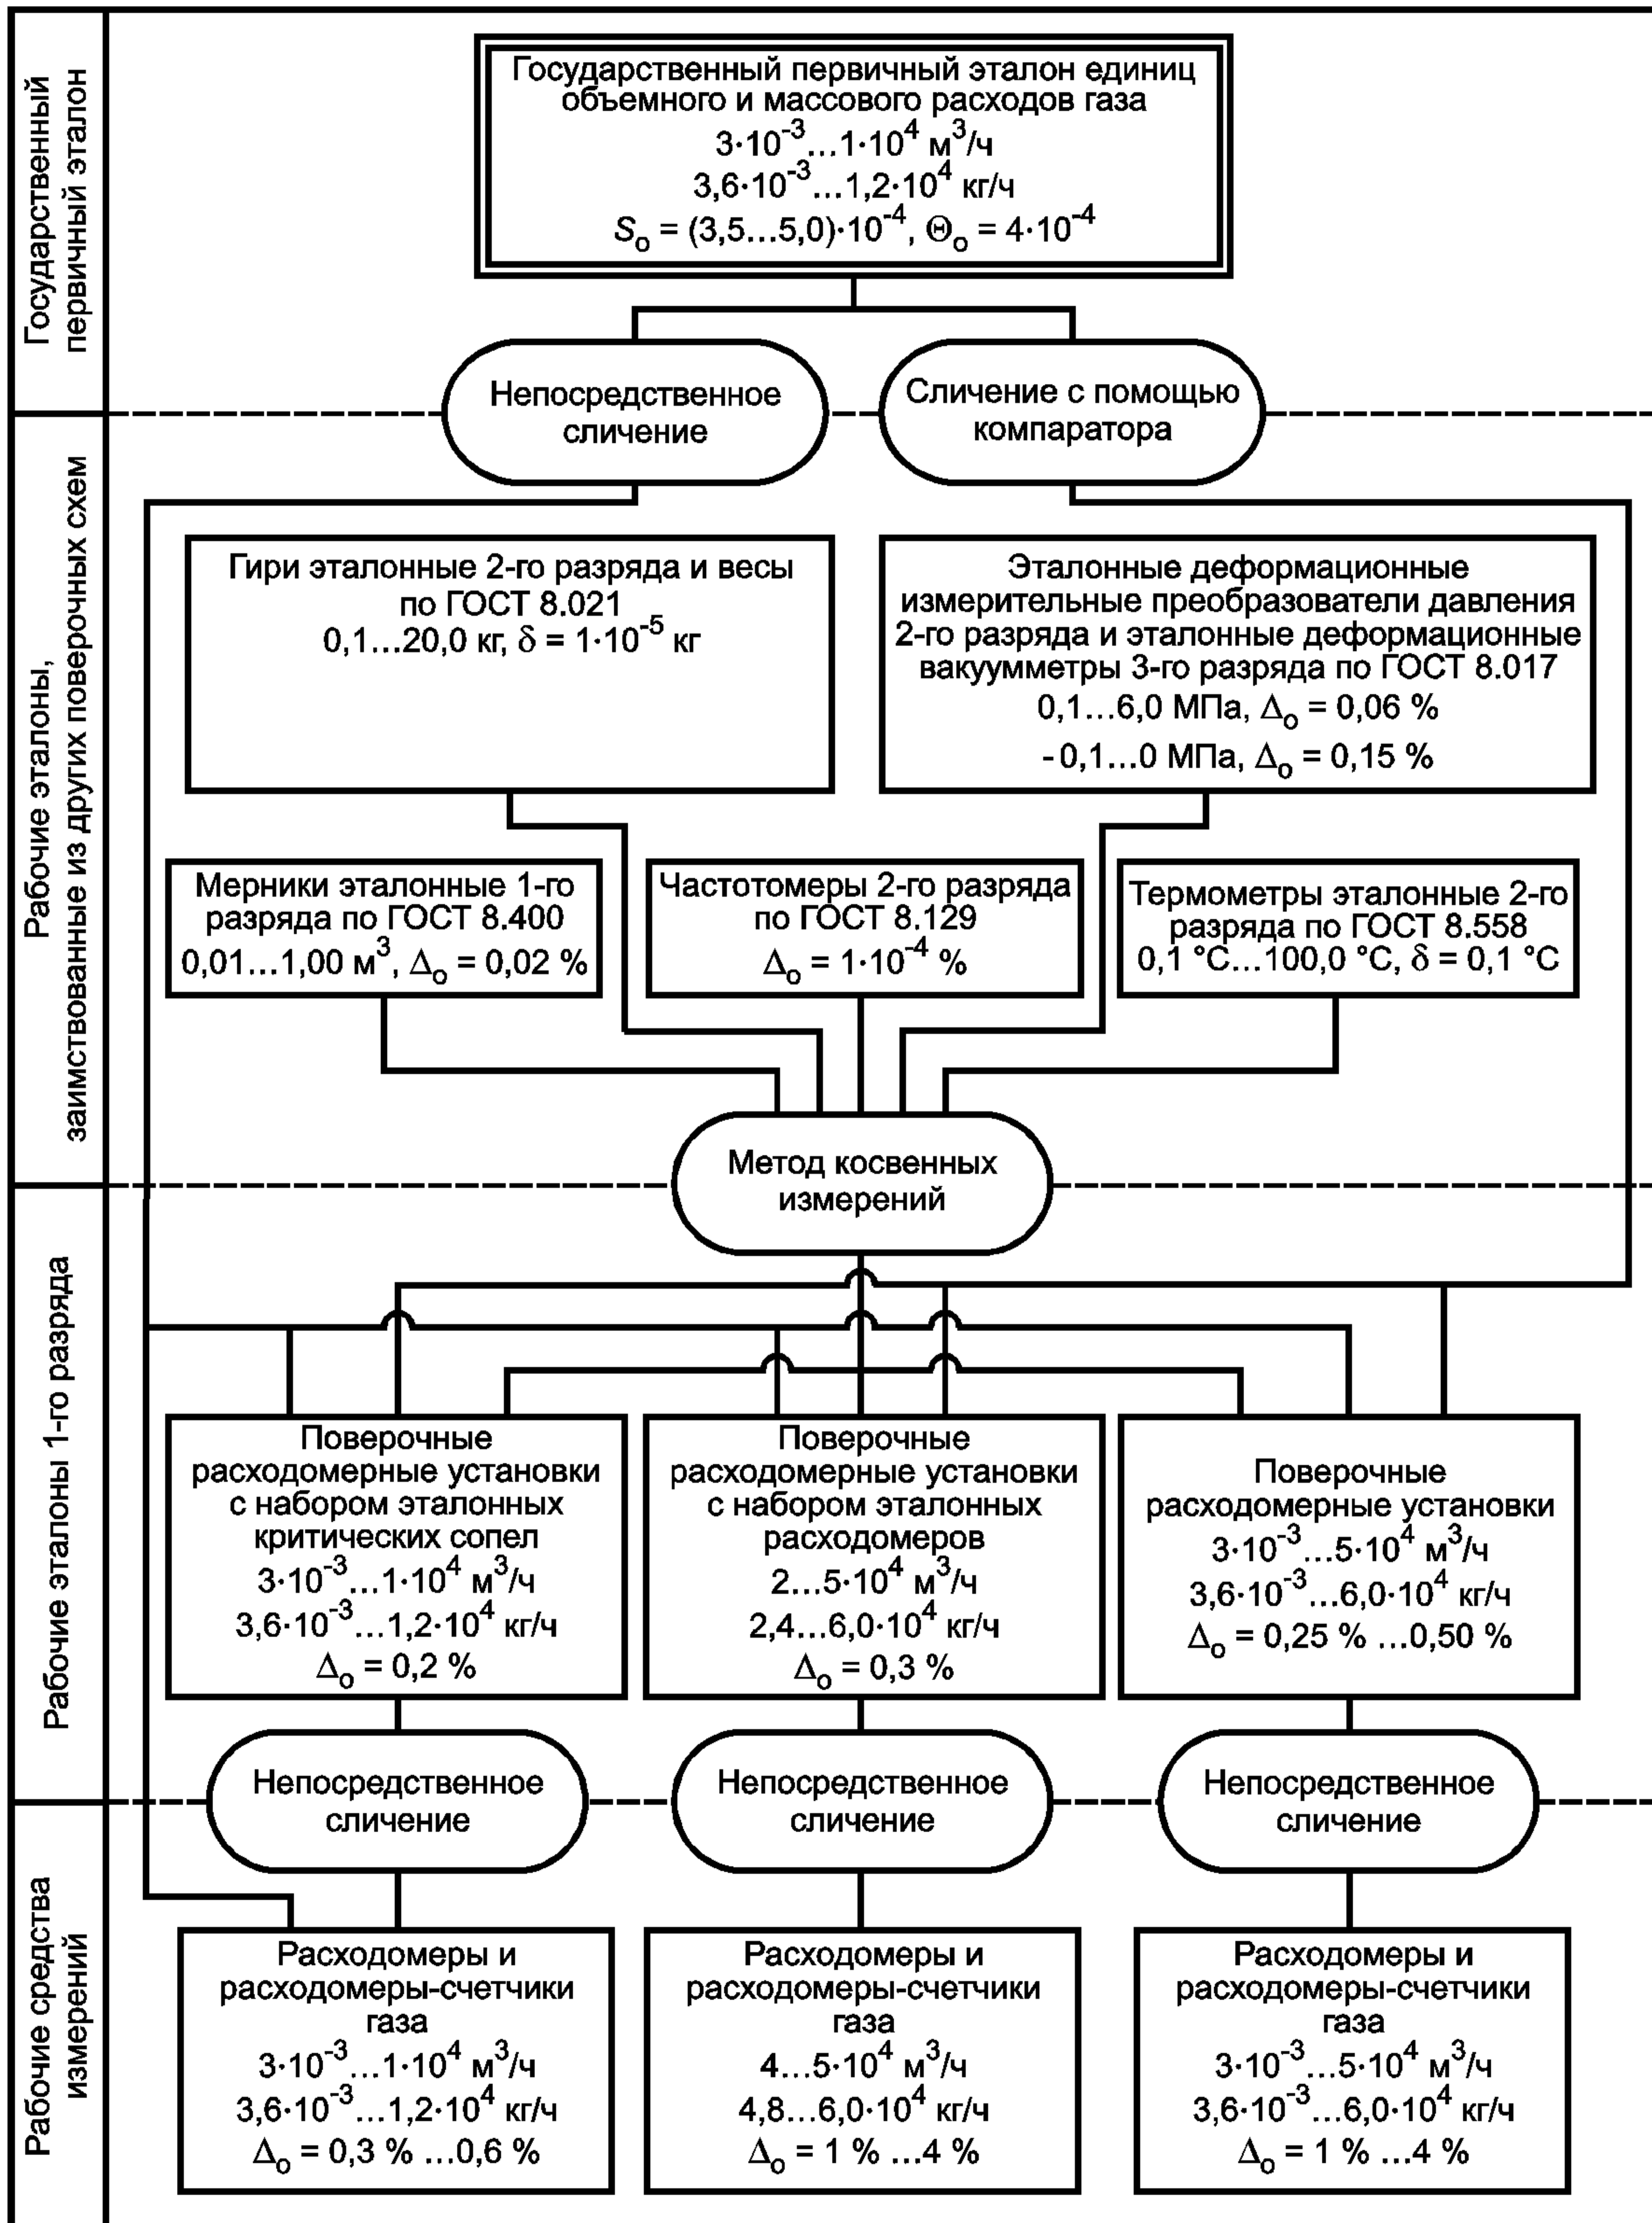 Государственный
первичный эталон
Государственный первичный эталон единиц
объемного и массового расходов газа
3·10⁻³...1·10⁴ м³/ч
3,6·10⁻³...1,2·10⁴ кг/ч
Sₒ = (3,5...5,0)·10⁻⁴, Θₒ = 4·10⁻⁴
Непосредственное
сличение
Сличение с помощью
компаратора
Рабочие эталоны,
заимствованные из других поверочных схем
Гири эталонные 2-го разряда и весы
по ГОСТ 8.021
0,1...20,0 кг, δ = 1·10⁻⁵ кг
Эталонные деформационные
измерительные преобразователи давления
2-го разряда и эталонные деформационные
вакуумметры 3-го разряда по ГОСТ 8.017
0,1...6,0 МПа, Δₒ = 0,06 %
-0,1...0 МПа, Δₒ = 0,15 %
Мерники эталонные 1-го
разряда по ГОСТ 8.400
0,01...1,00 м³, Δₒ = 0,02 %
Частотомеры 2-го разряда
по ГОСТ 8.129
Δₒ = 1·10⁻⁴ %
Термометры эталонные 2-го
разряда по ГОСТ 8.558
0,1 °С...100,0 °С, δ = 0,1 °С
Метод косвенных
измерений
Рабочие эталоны 1-го разряда
Поверочные
расходомерные установки
с набором эталонных
критических сопел
3·10⁻³...1·10⁴ м³/ч
3,6·10⁻³...1,2·10⁴ кг/ч
Δₒ = 0,2 %
Поверочные
расходомерные установки
с набором эталонных
расходомеров
2...5·10⁴ м³/ч
2,4...6,0·10⁴ кг/ч
Δₒ = 0,3 %
Поверочные
расходомерные установки
3·10⁻³...5·10⁴ м³/ч
3,6·10⁻³...6,0·10⁴ кг/ч
Δₒ = 0,25 % ...0,50 %
Непосредственное
сличение
Непосредственное
сличение
Непосредственное
сличение
Рабочие средства
измерений
Расходомеры и
расходомеры-счетчики
газа
3·10⁻³...1·10⁴ м³/ч
3,6·10⁻³...1,2·10⁴ кг/ч
Δₒ = 0,3 % ...0,6 %
Расходомеры и
расходомеры-счетчики
газа
4...5·10⁴ м³/ч
4,8...6,0·10⁴ кг/ч
Δₒ = 1 % ...4 %
Расходомеры и
расходомеры-счетчики
газа
3·10⁻³...5·10⁴ м³/ч
3,6·10⁻³...6,0·10⁴ кг/ч
Δₒ = 1 % ...4 %